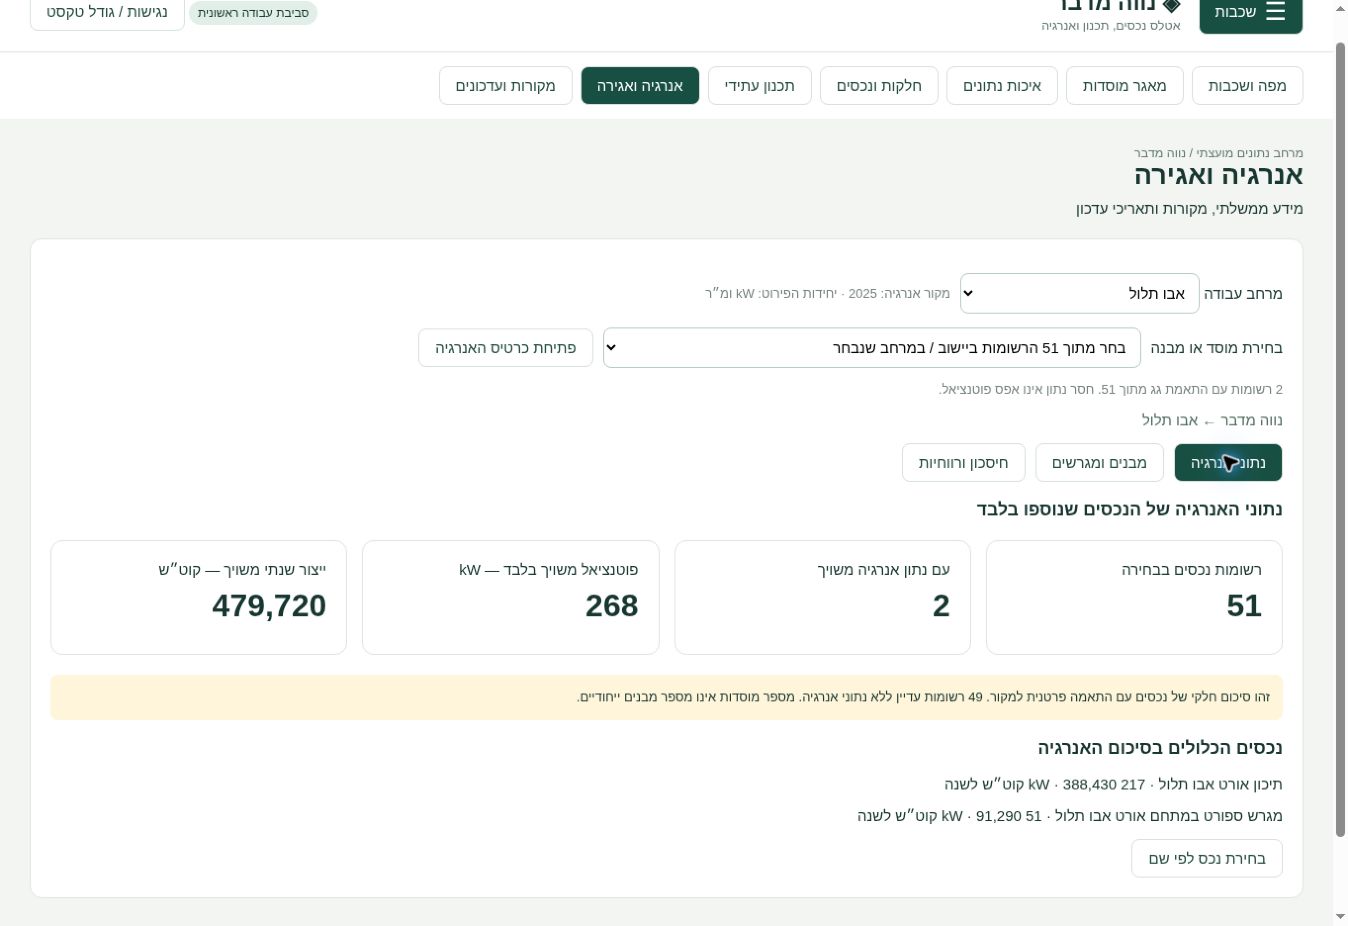 ☰ שכבות
◈ נווה מדבר
אטלס נכסים, תכנון ואנרגיה
סביבת עבודה ראשונית
נגישות / גודל טקסט
מפה ושכבות
מאגר מוסדות
איכות נתונים
חלקות ונכסים
תכנון עתידי
אנרגיה ואגירה
מקורות ועדכונים
מרחב נתונים מועצתי / נווה מדבר
אנרגיה ואגירה
מידע ממשלתי, מקורות ותאריכי עדכון
מרחב עבודה אבו תלול מקור אנרגיה: 2025 · יחידות הפירוט: kW ומ״ר
בחירת מוסד או מבנה בחר מתוך 51 הרשומות ביישוב / במרחב שנבחר פתיחת כרטיס האנרגיה
2 רשומות עם התאמת גג מתוך 51. חסר נתון אינו אפס פוטנציאל.
נווה מדבר ← אבו תלול
נתוני אנרגיה
מבנים ומגרשים
חיסכון ורווחיות
נתוני האנרגיה של הנכסים שנוספו בלבד
רשומות נכסים בבחירה
51
עם נתון אנרגיה משויך
2
פוטנציאל משויך בלבד — kW
268
ייצור שנתי משויך — קוט״ש
479,720
זהו סיכום חלקי של נכסים עם התאמה פרטנית למקור. 49 רשומות עדיין ללא נתוני אנרגיה. מספר מוסדות אינו מספר מבנים ייחודיים.
נכסים הכלולים בסיכום האנרגיה
תיכון אורט אבו תלול · 217 kW · 388,430 קוט״ש לשנה
מגרש ספורט במתחם אורט אבו תלול · 51 kW · 91,290 קוט״ש לשנה
בחירת נכס לפי שם